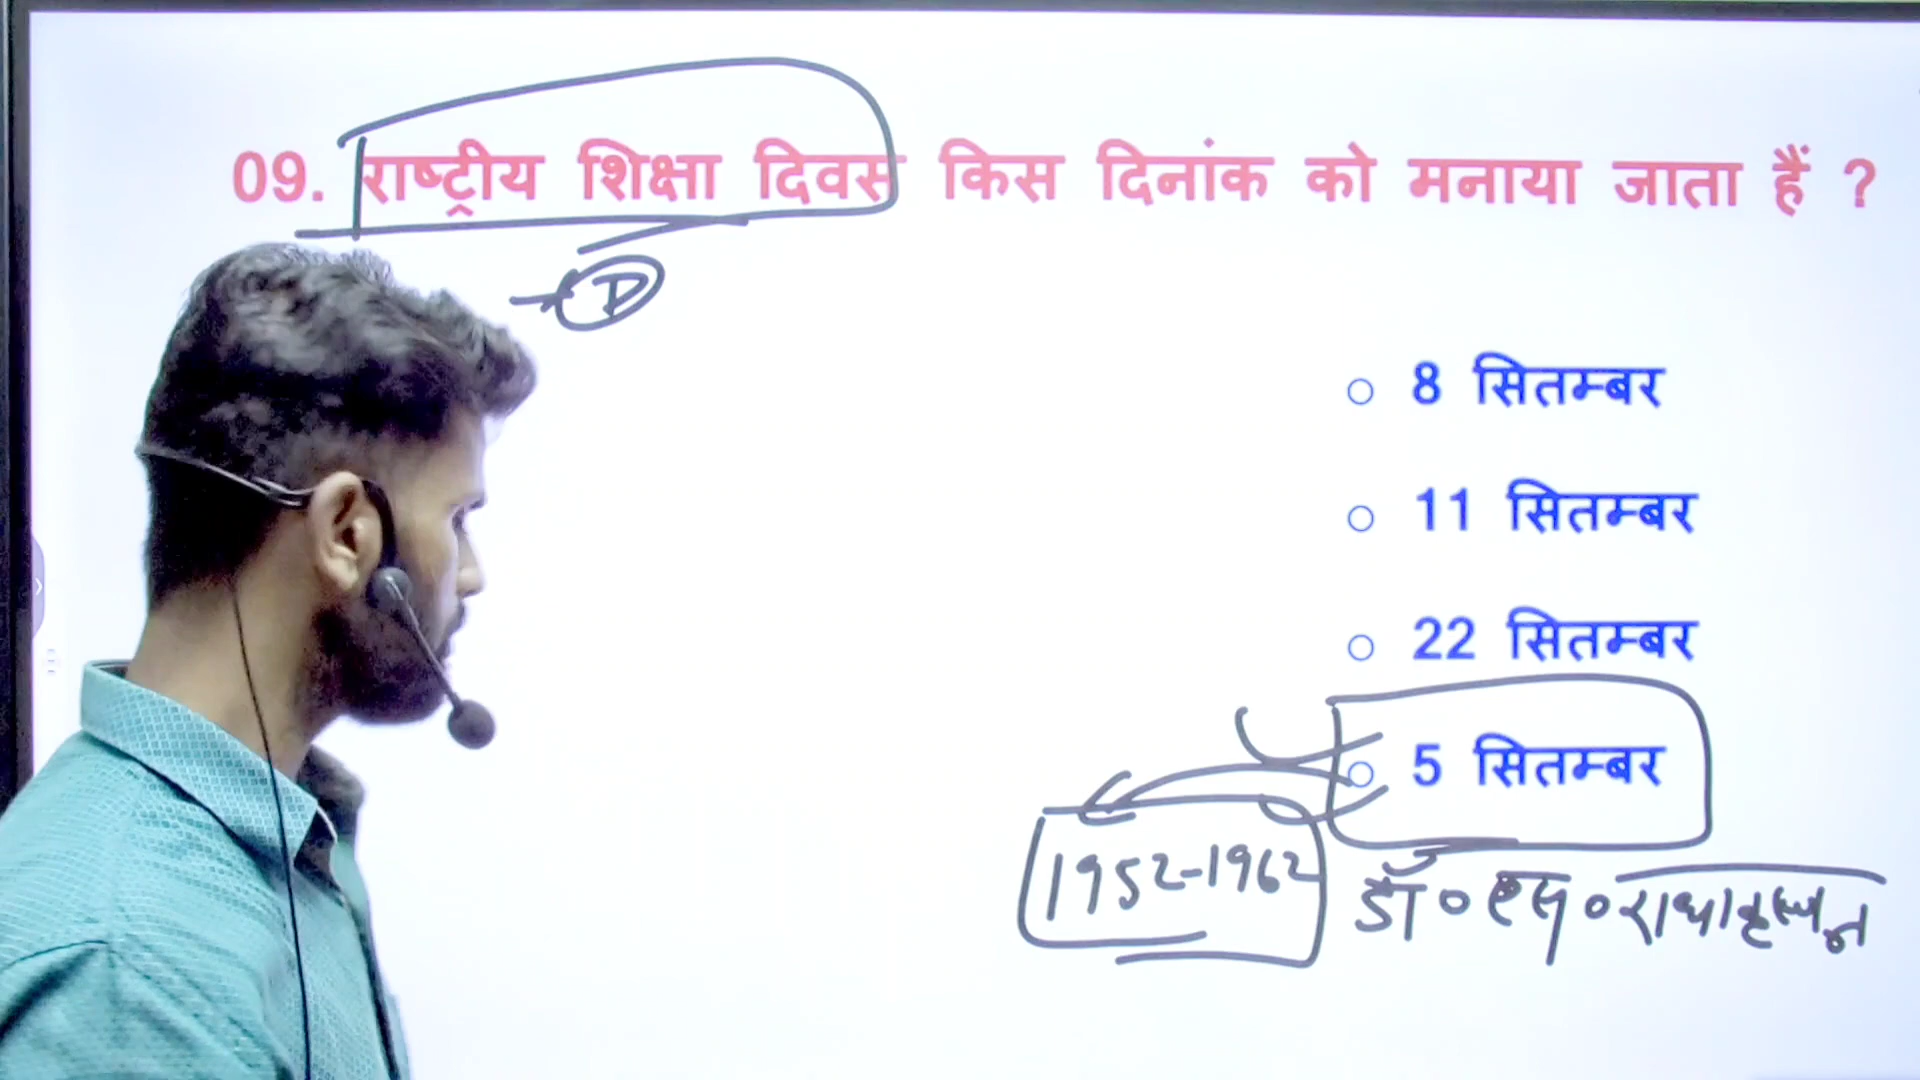 09. राष्ट्रीय शिक्षा दिवस किस दिनांक को मनाया जाता हैं ?
D
8 सितम्बर
11 सितम्बर
22 सितम्बर
5 सितम्बर
1952-1962 डॉ० एस० राधाकृष्णन